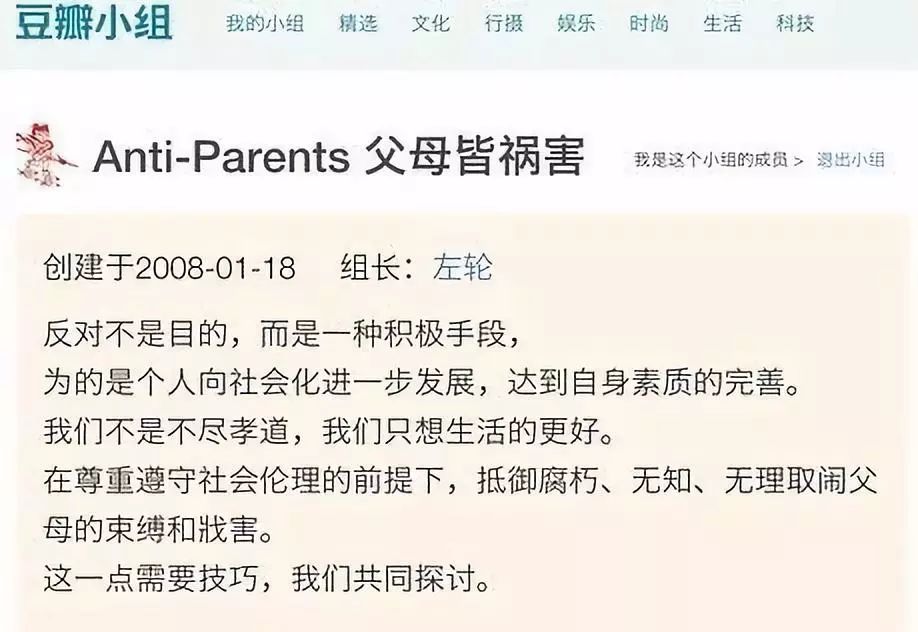 豆瓣小组 我的小组 精选 文化 行摄 娱乐 时尚 生活 科技
Anti-Parents 父母皆祸害 我是这个小组的成员 > 退出小组
创建于2008-01-18 组长：左轮
反对不是目的，而是一种积极手段，
为的是个人向社会化进一步发展，达到自身素质的完善。
我们不是不尽孝道，我们只想生活的更好。
在尊重遵守社会伦理的前提下，抵御腐朽、无知、无理取闹父
母的束缚和戕害。
这一点需要技巧，我们共同探讨。